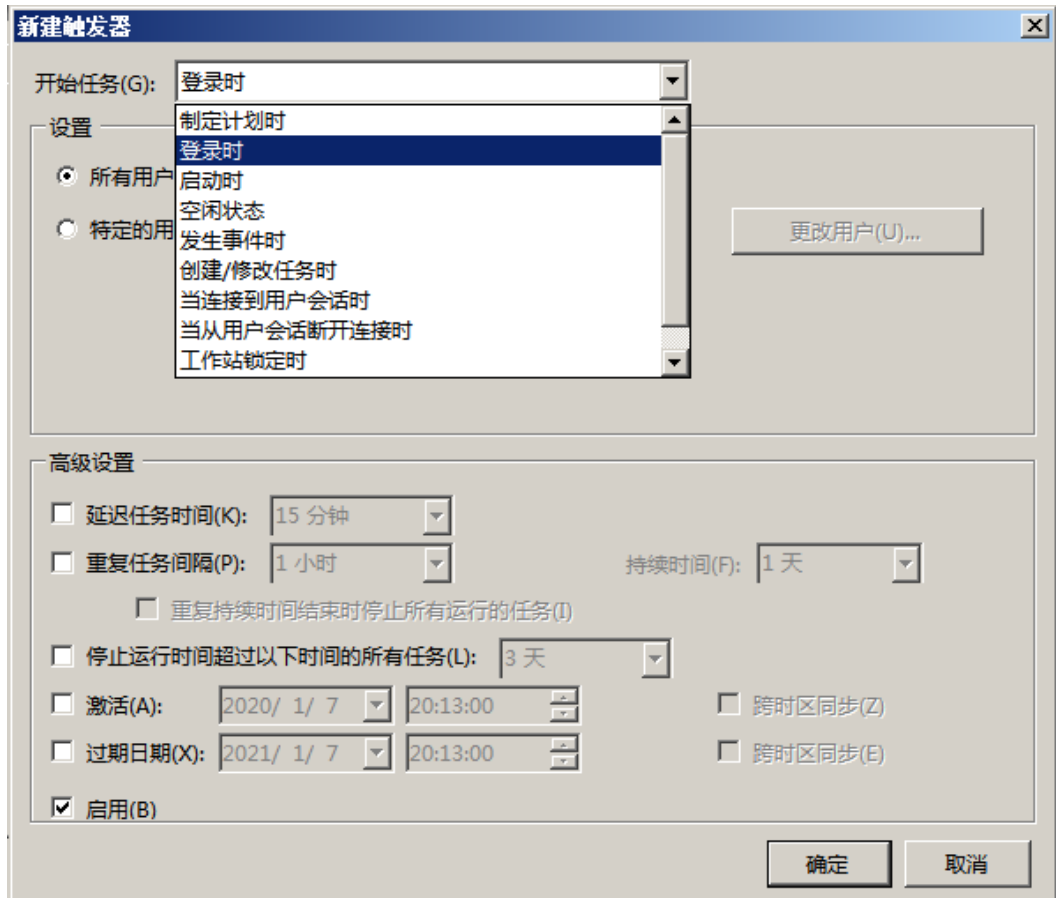 新建触发器
开始任务(G): 登录时
制定计划时
设置
登录时
所有用户
启动时
空闲状态
特定的用
更改用户(U)...
发生事件时
创建/修改任务时
当连接到用户会话时
当从用户会话断开连接时
工作站锁定时
高级设置
延迟任务时间(K): 15 分钟
重复任务间隔(P): 1 小时 持续时间(F): 1 天
重复持续时间结束时停止所有运行的任务(I)
停止运行时间超过以下时间的所有任务(L): 3 天
激活(A): 2020/ 1/ 7 20:13:00 跨时区同步(Z)
过期日期(X): 2021/ 1/ 7 20:13:00 跨时区同步(E)
启用(B)
确定 取消